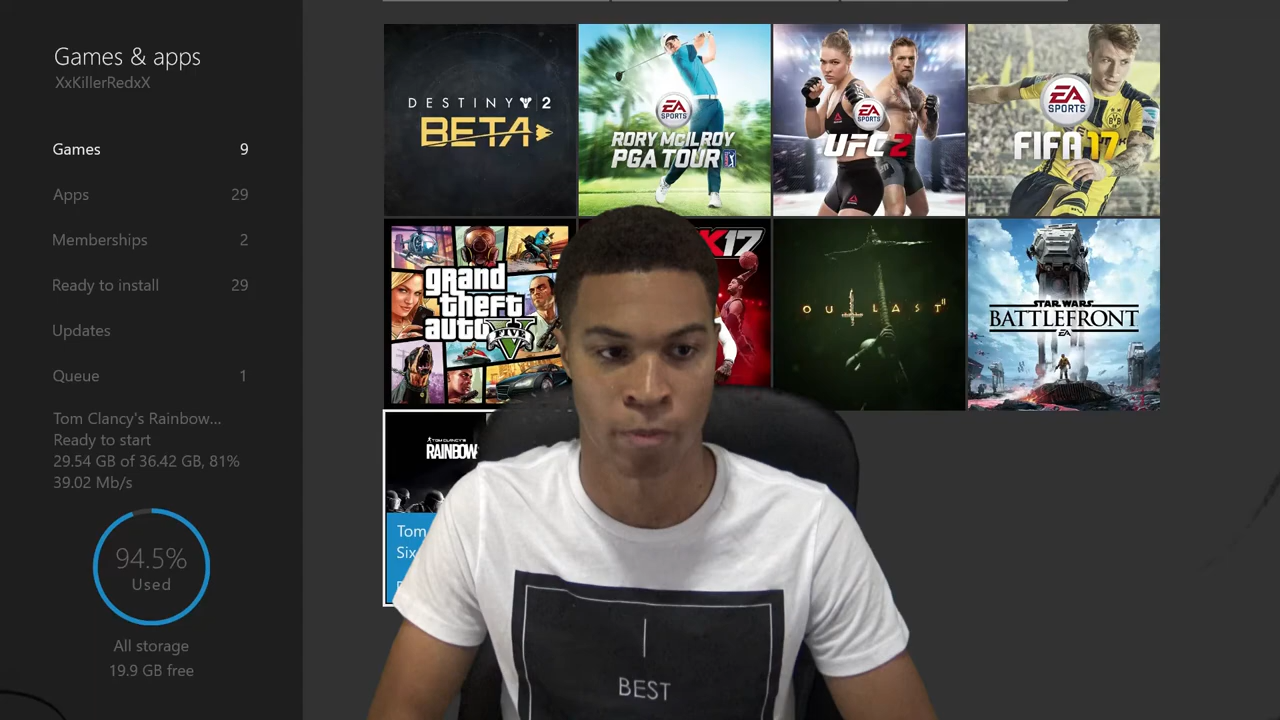 Games & apps
XxKillerRedxX
Games 9
Apps 29
Memberships 2
Ready to install 29
Updates
Queue 1
Tom Clancy's Rainbow...
Ready to start
29.54 GB of 36.42 GB, 81%
39.02 Mb/s
94.5%
Used
All storage
19.9 GB free
DESTINY 2
BETA
EA
SPORTS
RORY McILROY
PGA TOUR
EA
SPORTS
UFC 2
EA
SPORTS
FIFA 17
grand
theft
auto
FIVE
K17
OUTLAST II
STAR WARS
BATTLEFRONT
EA
TOM CLANCY'S
RAINBOW
Tom
Six
BEST